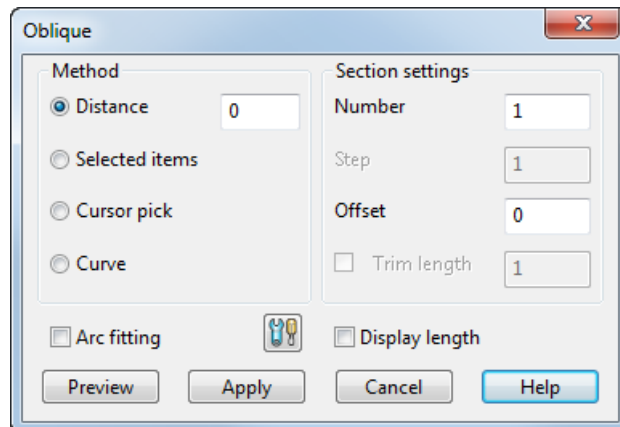 Oblique
Method
Distance 0
Selected items
Cursor pick
Curve
Section settings
Number 1
Step 1
Offset 0
Trim length 1
Arc fitting
Display length
Preview Apply Cancel Help